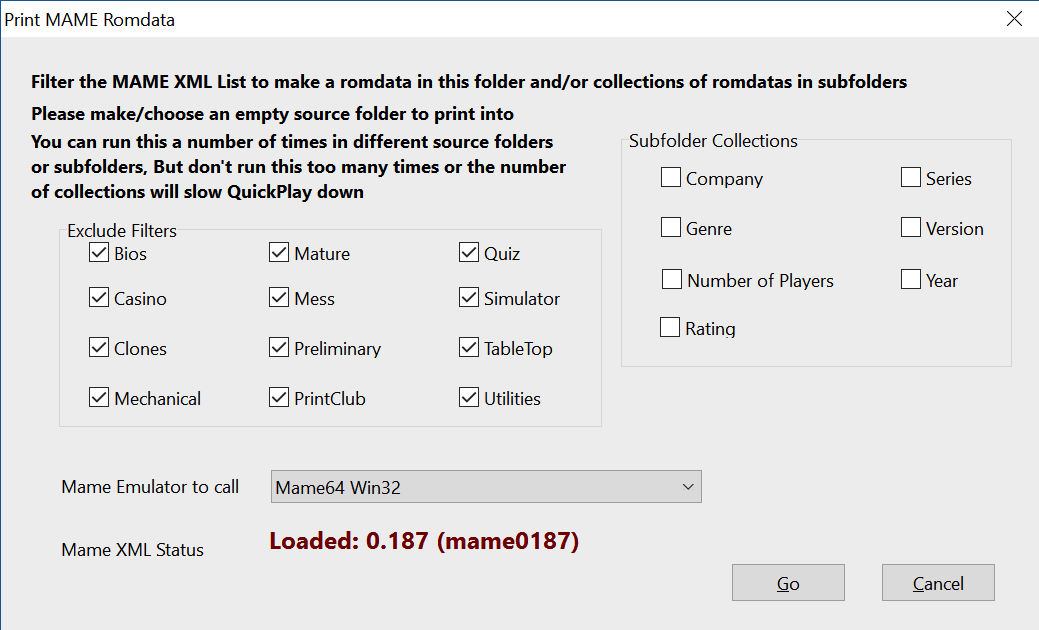 Print MAME Romdata
Filter the MAME XML List to make a romdata in this folder and/or collections of romdatas in subfolders
Please make/choose an empty source folder to print into
You can run this a number of times in different source folders
or subfolders, But don't run this too many times or the number
of collections will slow QuickPlay down
Exclude Filters
Bios Mature Quiz
Casino Mess Simulator
Clones Preliminary TableTop
Mechanical PrintClub Utilities
Subfolder Collections
Company Series
Genre Version
Number of Players Year
Rating
Mame Emulator to call Mame64 Win32
Mame XML Status Loaded: 0.187 (mame0187)
Go Cancel